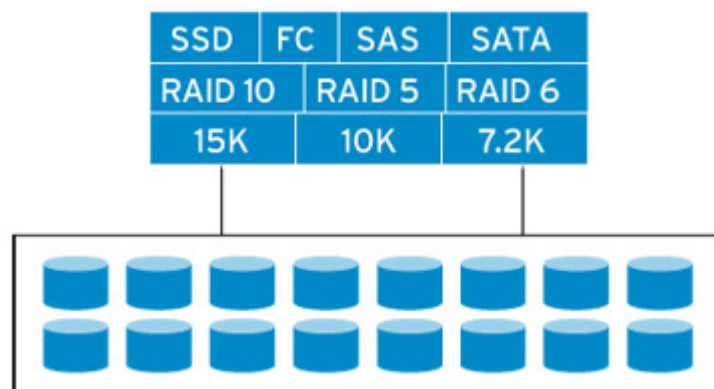 SSD FC SAS SATA
RAID 10 RAID 5 RAID 6
15K 10K 7.2K